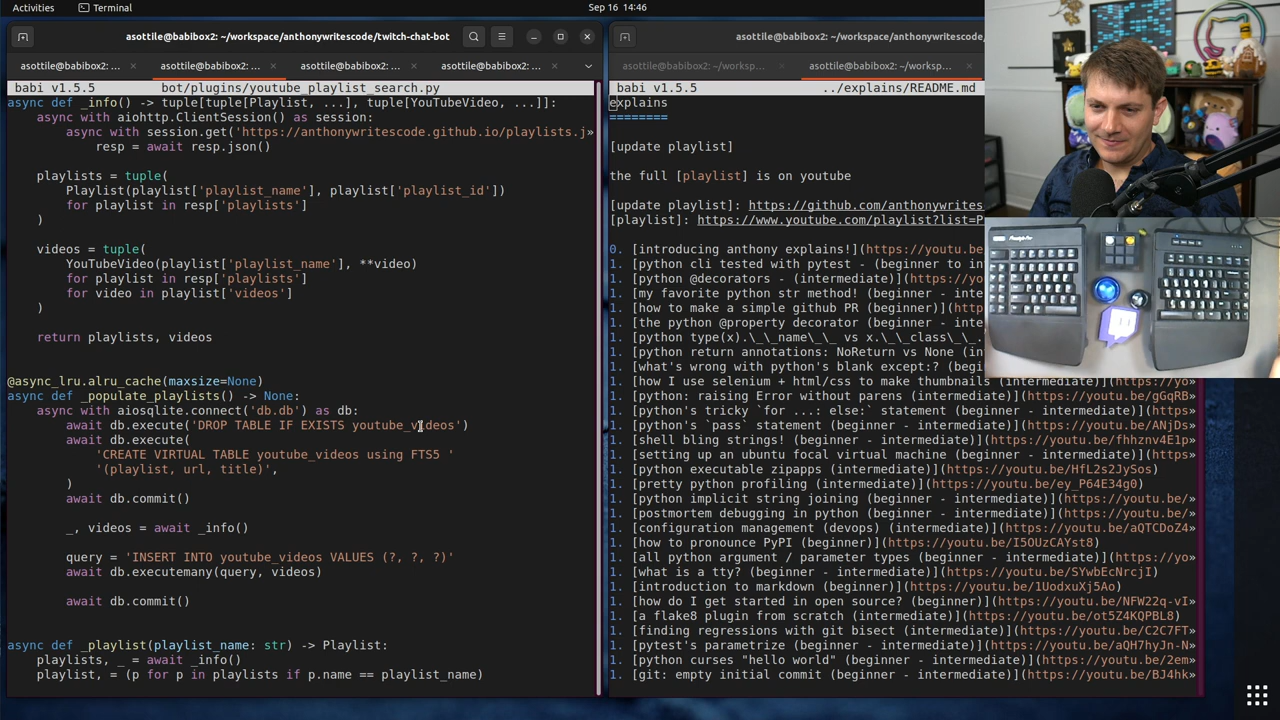 Activities
Terminal
Sep 16 14:46
asottile@babibox2: ~/workspace/anthonywritescode/twitch-chat-bot
asottile@babibox2: ...
asottile@babibox2: ...
asottile@babibox2: ...
asottile@babibox2: ...
babi v1.5.5 bot/plugins/youtube_playlist_search.py
async def _info() -> tuple[tuple[Playlist, ...], tuple[YouTubeVideo, ...]]:
async with aiohttp.ClientSession() as session:
async with session.get('https://anthonywritescode.github.io/playlists.j»
resp = await resp.json()
playlists = tuple(
Playlist(playlist['playlist_name'], playlist['playlist_id'])
for playlist in resp['playlists']
)
videos = tuple(
YouTubeVideo(playlist['playlist_name'], **video)
for playlist in resp['playlists']
for video in playlist['videos']
)
return playlists, videos
@async_lru.alru_cache(maxsize=None)
async def _populate_playlists() -> None:
async with aiosqlite.connect('db.db') as db:
await db.execute('DROP TABLE IF EXISTS youtube_videos')
await db.execute(
'CREATE VIRTUAL TABLE youtube_videos using FTS5 '
'(playlist, url, title)',
)
await db.commit()
_, videos = await _info()
query = 'INSERT INTO youtube_videos VALUES (?, ?, ?)'
await db.executemany(query, videos)
await db.commit()
async def _playlist(playlist_name: str) -> Playlist:
playlists, _ = await _info()
playlist, = (p for p in playlists if p.name == playlist_name)
asottile@babibox2: ~/workspace/anthonywritescode/
asottile@babibox2: ~/worksp...
asottile@babibox2: ~/worksp...
babi v1.5.5 ../explains/README.md
explains
========
[update playlist]
the full [playlist] is on youtube
[update playlist]: https://github.com/anthonywrites
[playlist]: https://www.youtube.com/playlist?list=P
0. [introducing anthony explains!](https://youtu.be
1. [python cli tested with pytest - (beginner to in
1. [python @decorators - (intermediate)](https://yo
1. [my favorite python str method! (beginner - inte
1. [how to make a simple github PR (beginner)](http
1. [the python @property decorator (beginner - inte
1. [python type(x).\_\_name\_\_ vs x.\_\_class\_\_.
1. [python return annotations: NoReturn vs None (in
1. [what's wrong with python's blank except:? (begi
1. [how I use selenium + html/css to make thumbnails (intermediate)](https://yo»
1. [python: raising Error without parens (intermediate)](https://youtu.be/gGqRB»
1. [python's tricky `for ...: else:` statement (beginner - intermediate)](https»
1. [python's `pass` statement (beginner - intermediate)](https://youtu.be/ANjDs»
1. [shell bling strings! (beginner - intermediate)](https://youtu.be/fhhznv4E1p»
1. [setting up an ubuntu focal virtual machine (beginner - intermediate)](https»
1. [python executable zipapps (intermediate)](https://youtu.be/HfL2s2JySos)
1. [pretty python profiling (intermediate)](https://youtu.be/ey_P64E34g0)
1. [python implicit string joining (beginner - intermediate)](https://youtu.be/»
1. [postmortem debugging in python (beginner - intermediate)](https://youtu.be/»
1. [configuration management (devops) (intermediate)](https://youtu.be/aQTCDoZ4»
1. [how to pronounce PyPI (beginner)](https://youtu.be/I5OUzCAYst8)
1. [all python argument / parameter types (beginner - intermediate)](https://yo»
1. [what is a tty? (beginner - intermediate)](https://youtu.be/SYwbEcNrcjI)
1. [introduction to markdown (beginner)](https://youtu.be/1UodxuXj5Ao)
1. [how do I get started in open source? (beginner)](https://youtu.be/NFW22q-vI»
1. [a flake8 plugin from scratch (intermediate)](https://youtu.be/ot5Z4KQPBL8)
1. [finding regressions with git bisect (beginner - intermediate)](https://youtu.be/C2C7FT»
1. [pytest's parametrize (beginner - intermediate)](https://youtu.be/aQH7hyJn-N»
1. [python curses "hello world" (beginner - intermediate)](https://youtu.be/2em»
1. [git: empty initial commit (beginner - intermediate)](https://youtu.be/BJ4hk»